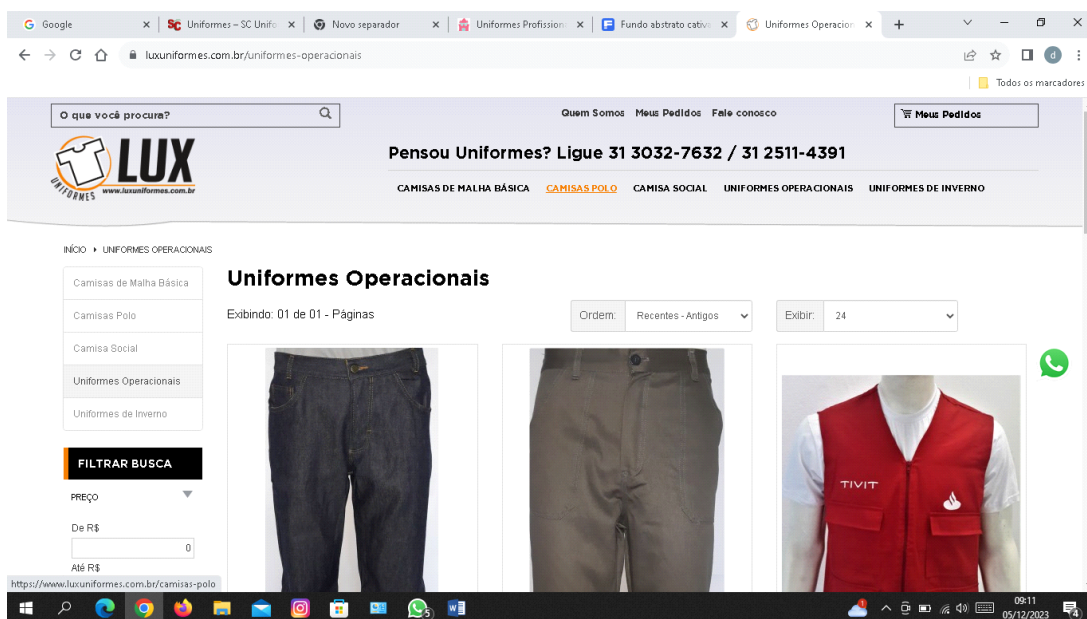 Google
Uniformes – SC Unifo
Novo separador
Uniformes Profission
Fundo abstrato cativa
Uniformes Operacion
luxuniformes.com.br/uniformes-operacionais
d
Todos os marcadores
O que você procura?
Quem Somos Meus Pedidos Fale conosco
Meus Pedidos
LUX
UNIFORMES
www.luxuniformes.com.br
Pensou Uniformes? Ligue 31 3032-7632 / 31 2511-4391
CAMISAS DE MALHA BÁSICA CAMISAS POLO CAMISA SOCIAL UNIFORMES OPERACIONAIS UNIFORMES DE INVERNO
INÍCIO UNIFORMES OPERACIONAIS
Camisas de Malha Básica
Camisas Polo
Camisa Social
Uniformes Operacionais
Uniformes de Inverno
Uniformes Operacionais
Exibindo: 01 de 01 - Páginas
Ordem: Recentes - Antigos
Exibir: 24
TIVIT
FILTRAR BUSCA
PREÇO
De R$
0
Até R$
https://www.luxuniformes.com.br/camisas-polo
5
1
09:11
05/12/2023
4